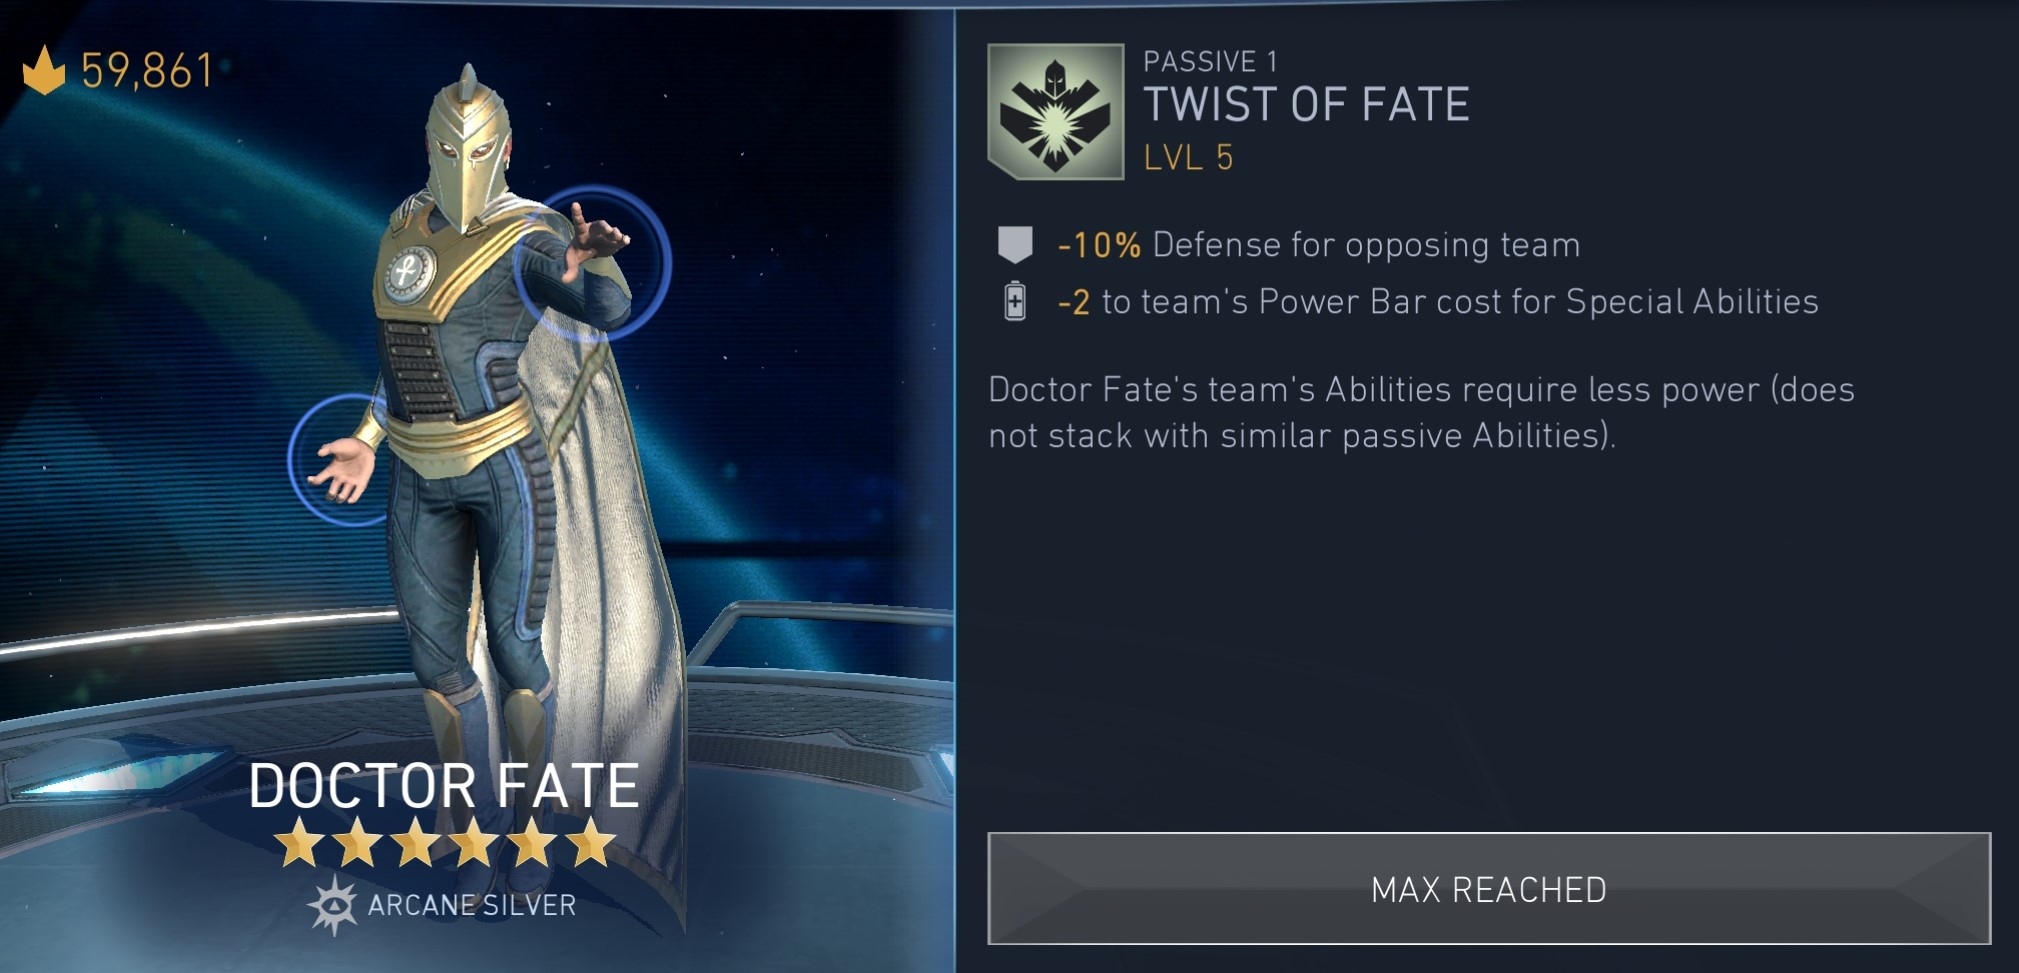 59,861
DOCTOR FATE
ARCANE SILVER
PASSIVE 1
TWIST OF FATE
LVL 5
-10% Defense for opposing team
-2 to team's Power Bar cost for Special Abilities
Doctor Fate's team's Abilities require less power (does
not stack with similar passive Abilities).
MAX REACHED